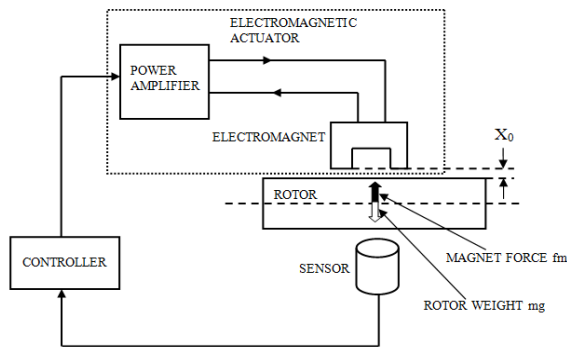 ELECTROMAGNETIC
ACTUATOR
POWER
AMPLIFIER
ELECTROMAGNET
X₀
ROTOR
CONTROLLER
SENSOR
MAGNET FORCE fm
ROTOR WEIGHT mg